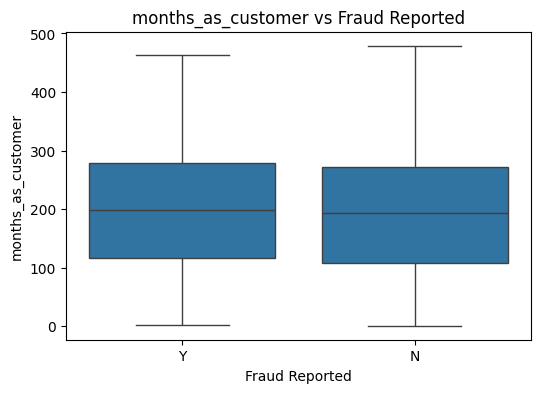 months_as_customer vs Fraud Reported
months_as_customer
500
400
300
200
100
0
Y
N
Fraud Reported